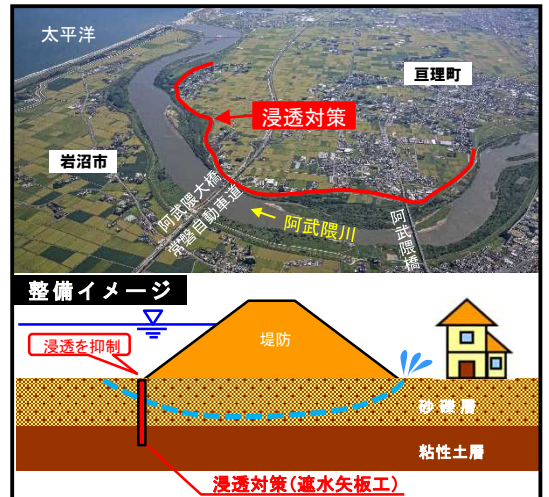 太平洋
亘理町
浸透対策
岩沼市
阿武隈大橋
常磐自動車道
阿武隈川
阿武隈橋
整備イメージ
浸透を抑制
堤防
砂礫層
粘性土層
浸透対策(遮水矢板工)